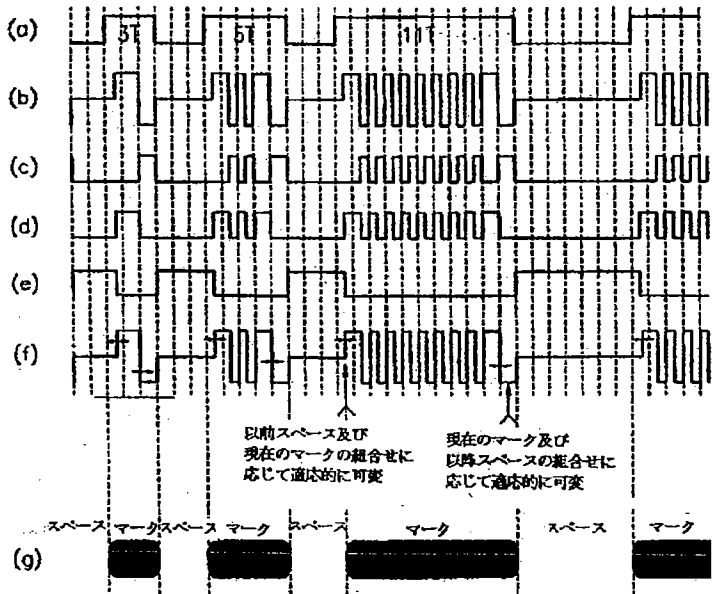 (a)
3T
5T
11T
(b)
(c)
(d)
(e)
(f)
以前スペース及び
現在のマークの組合せに
応じて適応的に可変
現在のマーク及び
以降スペースの組合せに
応じて適応的に可変
スペース マーク スペース マーク スペース マーク スペース マーク
(g)